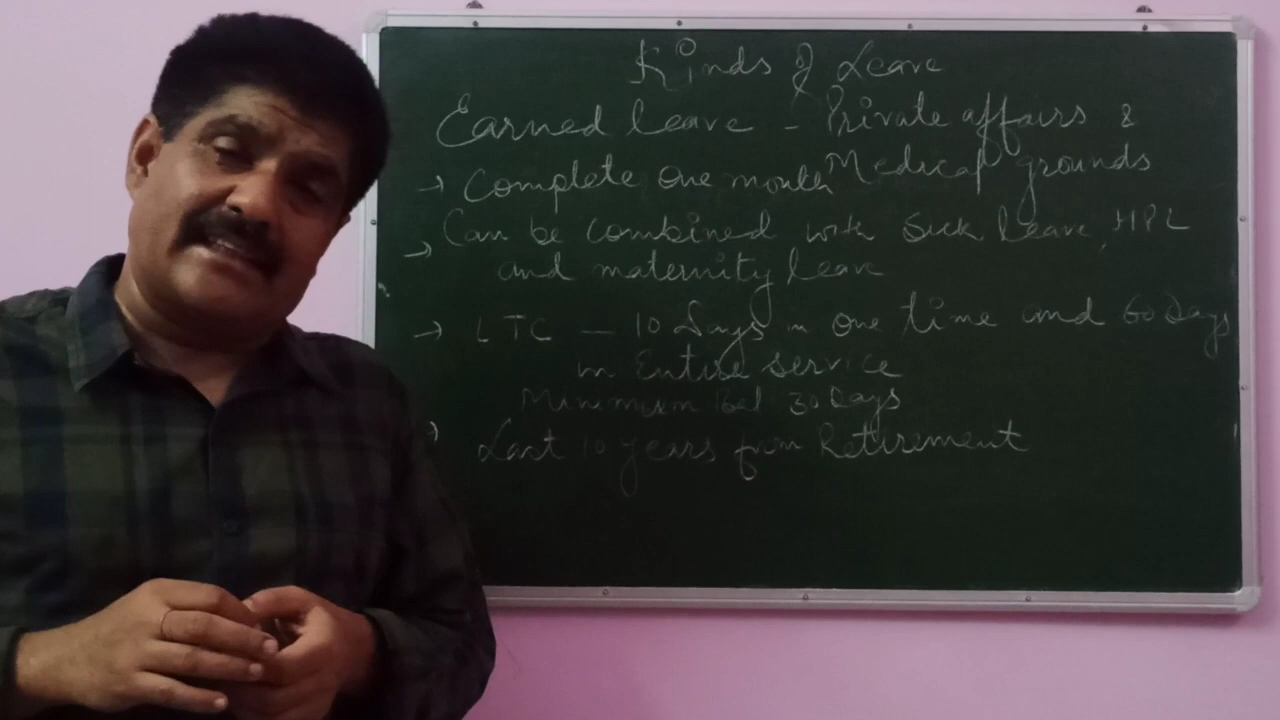 Kinds of Leave
Earned leave - Private affairs &
Medical grounds
→ Complete one month
→ Can be combined with Sick leave, HPL
and maternity leave
→ LTC — 10 Days in one time and 60 Days
in Entire service
Minimum Bal 30 Days
→ Last 10 years from Retirement